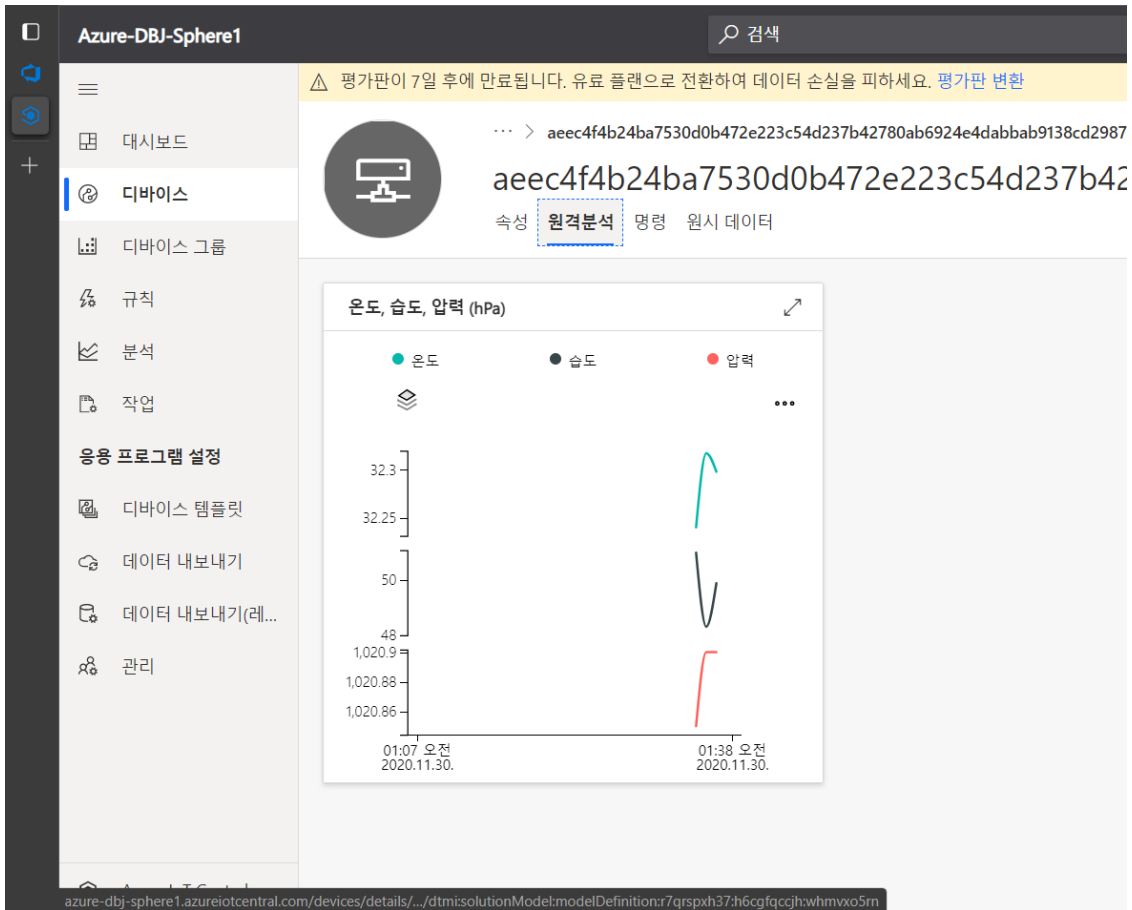 Azure-DBJ-Sphere1
검색
평가판이 7일 후에 만료됩니다. 유료 플랜으로 전환하여 데이터 손실을 피하세요. 평가판 변환
대시보드
디바이스
디바이스 그룹
규칙
분석
작업
응용 프로그램 설정
디바이스 템플릿
데이터 내보내기
데이터 내보내기(레...
관리
··· > aeec4f4b24ba7530d0b472e223c54d237b42780ab6924e4dabbab9138cd2987
aeec4f4b24ba7530d0b472e223c54d237b42
속성 원격분석 명령 원시 데이터
온도, 습도, 압력 (hPa)
온도 습도 압력
32.3
32.25
50
48
1,020.9
1,020.88
1,020.86
01:07 오전 01:38 오전
2020.11.30. 2020.11.30.
azure-dbj-sphere1.azureiotcentral.com/devices/details/.../dtmi:solutionModel:modelDefinition:r7qrspxh37:h6cgfqccjh:whmvxo5rn